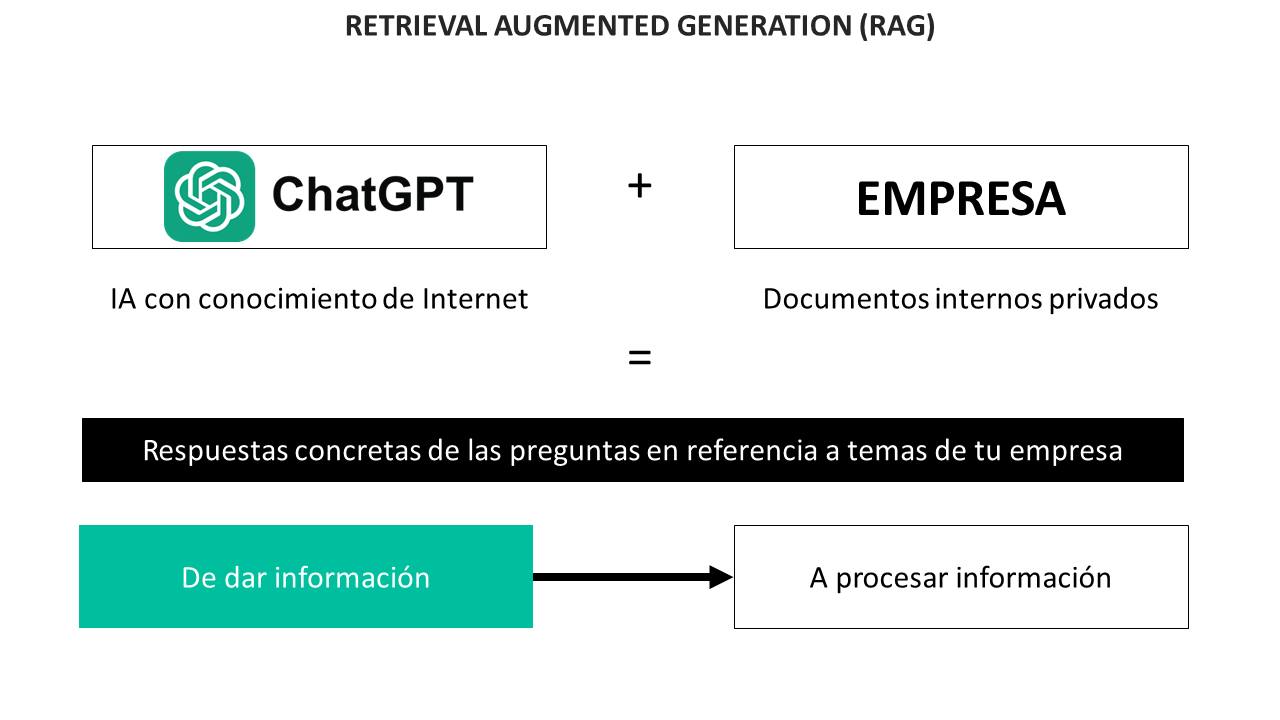 RETRIEVAL AUGMENTED GENERATION (RAG)
ChatGPT
+
EMPRESA
IA con conocimiento de Internet
Documentos internos privados
=
Respuestas concretas de las preguntas en referencia a temas de tu empresa
De dar información
A procesar información